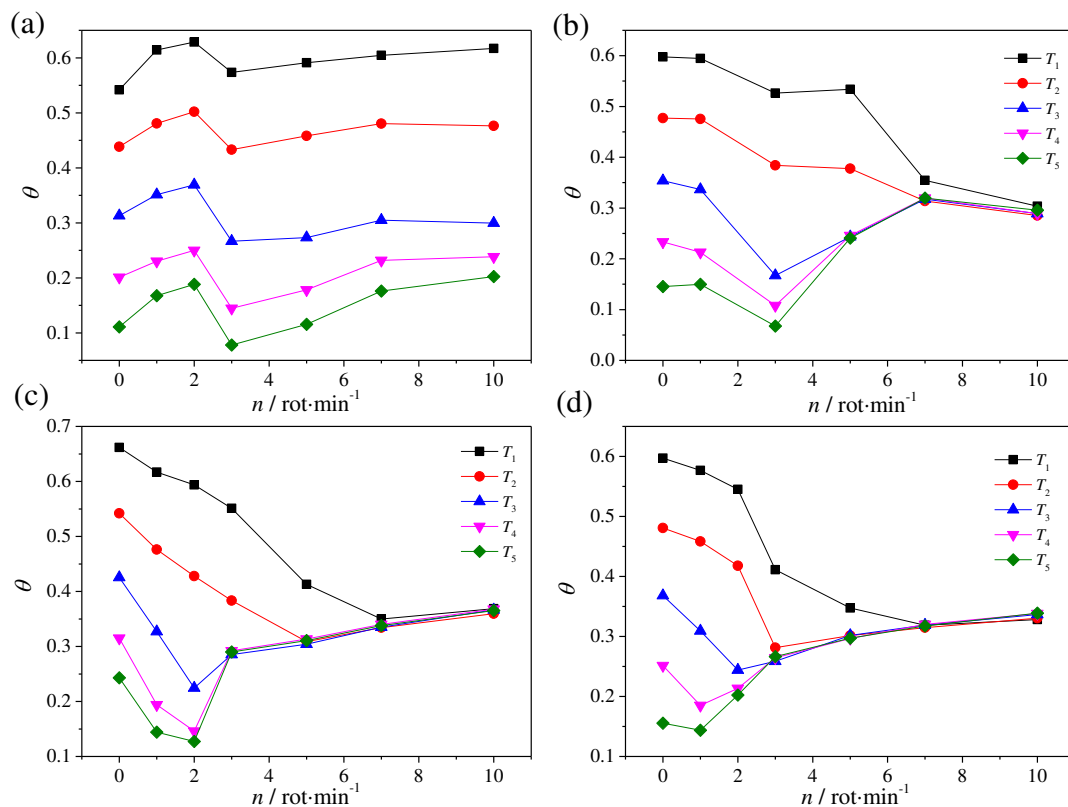 (a)
0.6
0.5
0.4
0.3
0.2
0.1
θ
0 2 4 6 8 10
n / rot·min⁻¹
(b)
0.6
0.5
0.4
0.3
0.2
0.1
0.0
θ
T₁
T₂
T₃
T₄
T₅
0 2 4 6 8 10
n / rot·min⁻¹
(c)
0.7
0.6
0.5
0.4
0.3
0.2
0.1
θ
T₁
T₂
T₃
T₄
T₅
0 2 4 6 8 10
n / rot·min⁻¹
(d)
0.6
0.5
0.4
0.3
0.2
0.1
θ
T₁
T₂
T₃
T₄
T₅
0 2 4 6 8 10
n / rot·min⁻¹